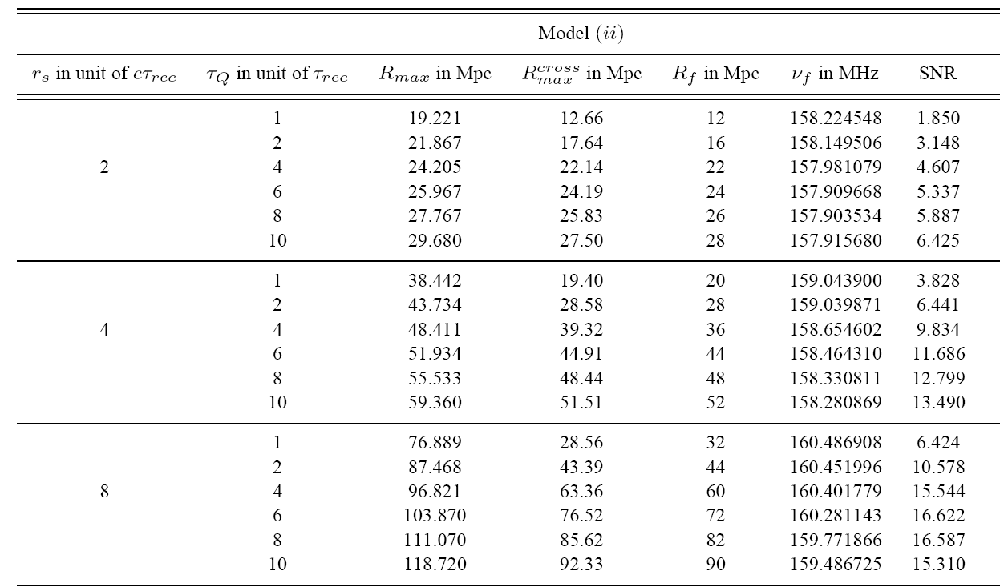 Model (ii)
r_s in unit of cτ_rec τ_Q in unit of τ_rec R_max in Mpc R_max^cross in Mpc R_f in Mpc ν_f in MHz SNR
1 19.221 12.66 12 158.224548 1.850
2 21.867 17.64 16 158.149506 3.148
2 4 24.205 22.14 22 157.981079 4.607
6 25.967 24.19 24 157.909668 5.337
8 27.767 25.83 26 157.903534 5.887
10 29.680 27.50 28 157.915680 6.425
1 38.442 19.40 20 159.043900 3.828
2 43.734 28.58 28 159.039871 6.441
4 4 48.411 39.32 36 158.654602 9.834
6 51.934 44.91 44 158.464310 11.686
8 55.533 48.44 48 158.330811 12.799
10 59.360 51.51 52 158.280869 13.490
1 76.889 28.56 32 160.486908 6.424
2 87.468 43.39 44 160.451996 10.578
8 4 96.821 63.36 60 160.401779 15.544
6 103.870 76.52 72 160.281143 16.622
8 111.070 85.62 82 159.771866 16.587
10 118.720 92.33 90 159.486725 15.310